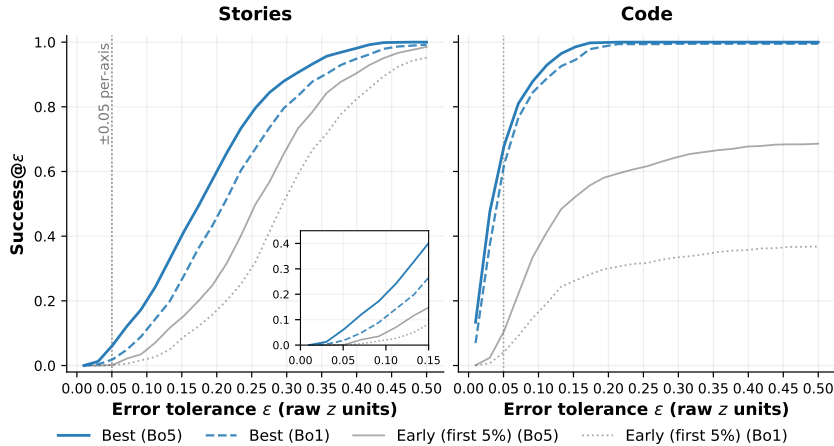 Stories
Code
Success@ε
1.0
0.8
0.6
0.4
0.2
0.0
±0.05 per-axis
0.4
0.3
0.2
0.1
0.0
0.00 0.05 0.10 0.15
0.00 0.05 0.10 0.15 0.20 0.25 0.30 0.35 0.40 0.45 0.50
0.00 0.05 0.10 0.15 0.20 0.25 0.30 0.35 0.40 0.45 0.50
Error tolerance ε (raw z units)
Error tolerance ε (raw z units)
Best (Bo5) Best (Bo1) Early (first 5%) (Bo5) Early (first 5%) (Bo1)